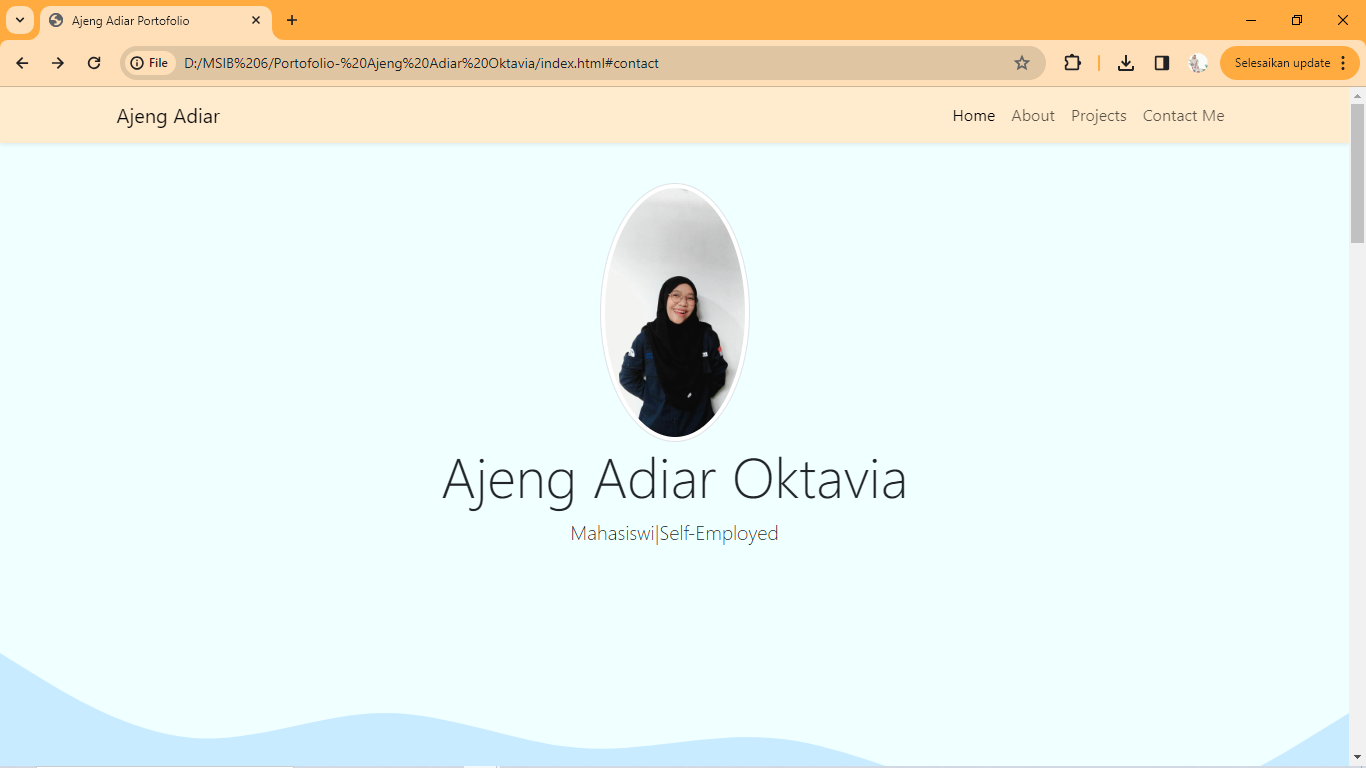 Ajeng Adiar Portofolio
File
D:/MSIB%206/Portofolio-%20Ajeng%20Adiar%20Oktavia/index.html#contact
Selesaikan update
Ajeng Adiar
Home About Projects Contact Me
Ajeng Adiar Oktavia
Mahasiswi|Self-Employed